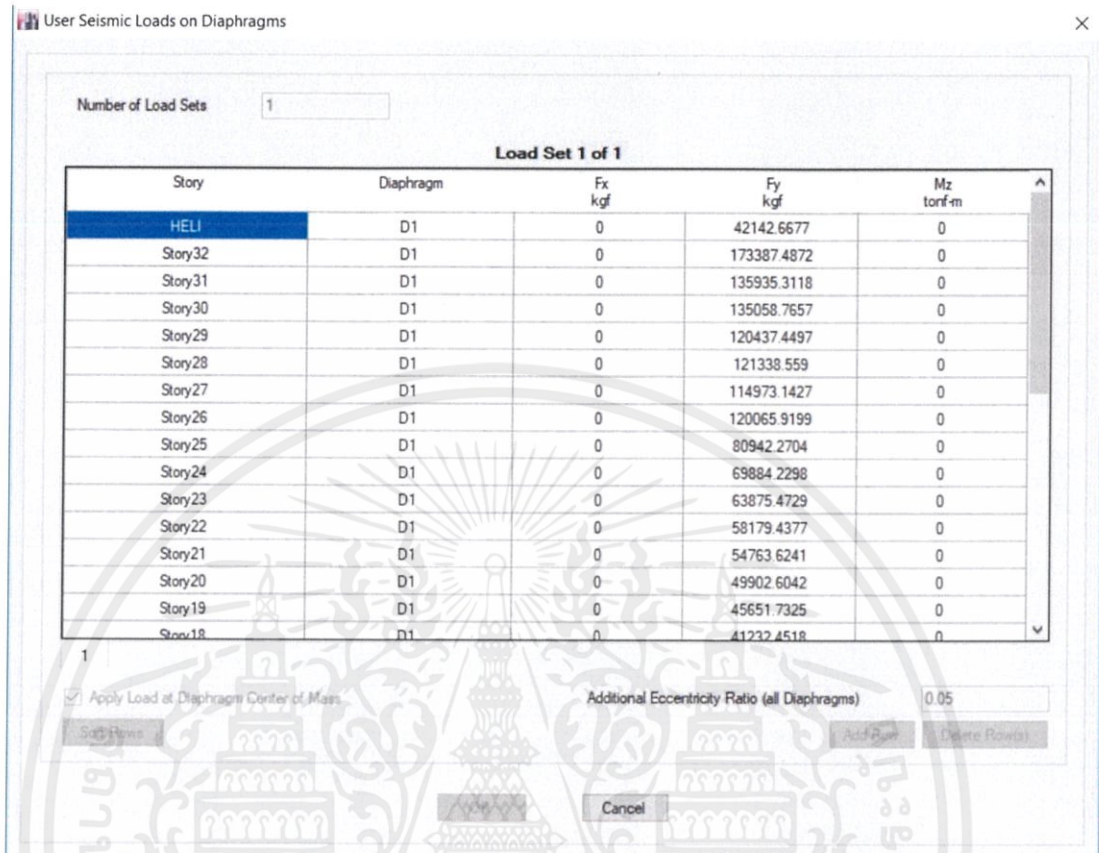 User Seismic Loads on Diaphragms
Number of Load Sets 1
Load Set 1 of 1
Story Diaphragm Fx kgf Fy kgf Mz tonf-m
HELI D1 0 42142.6677 0
Story32 D1 0 173387.4872 0
Story31 D1 0 135935.3118 0
Story30 D1 0 135058.7657 0
Story29 D1 0 120437.4497 0
Story28 D1 0 121338.559 0
Story27 D1 0 114973.1427 0
Story26 D1 0 120065.9199 0
Story25 D1 0 80942.2704 0
Story24 D1 0 69884.2298 0
Story23 D1 0 63875.4729 0
Story22 D1 0 58179.4377 0
Story21 D1 0 54763.6241 0
Story20 D1 0 49902.6042 0
Story19 D1 0 45651.7325 0
Story18 D1 0 41232.4518 0
1
Apply Load at Diaphragm Center of Mass Additional Eccentricity Ratio (all Diaphragms) 0.05
Sort Rows Add Row Delete Row(s)
Cancel